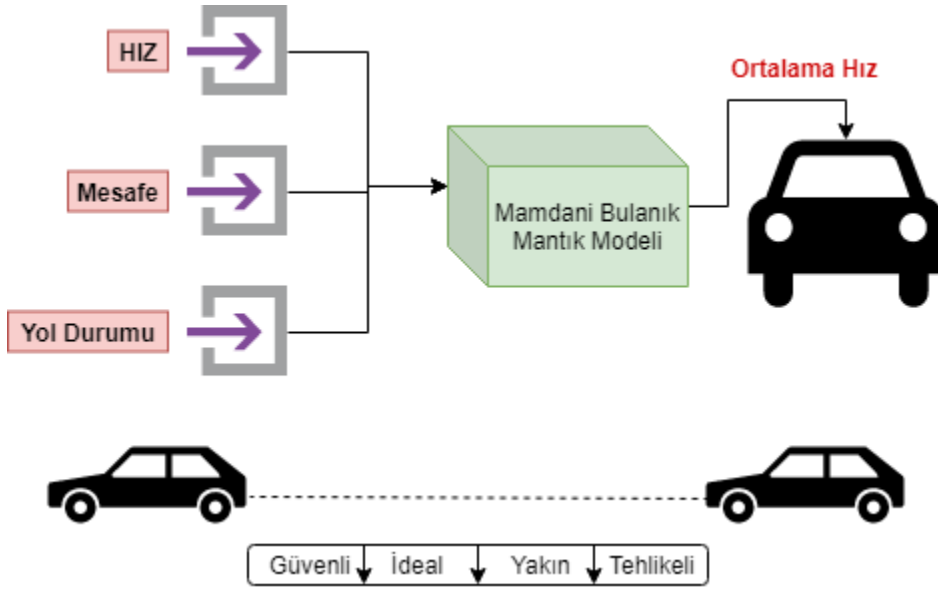 HIZ
Ortalama Hız
Mesafe
Mamdani Bulanık
Mantık Modeli
Yol Durumu
Güvenli İdeal Yakın Tehlikeli